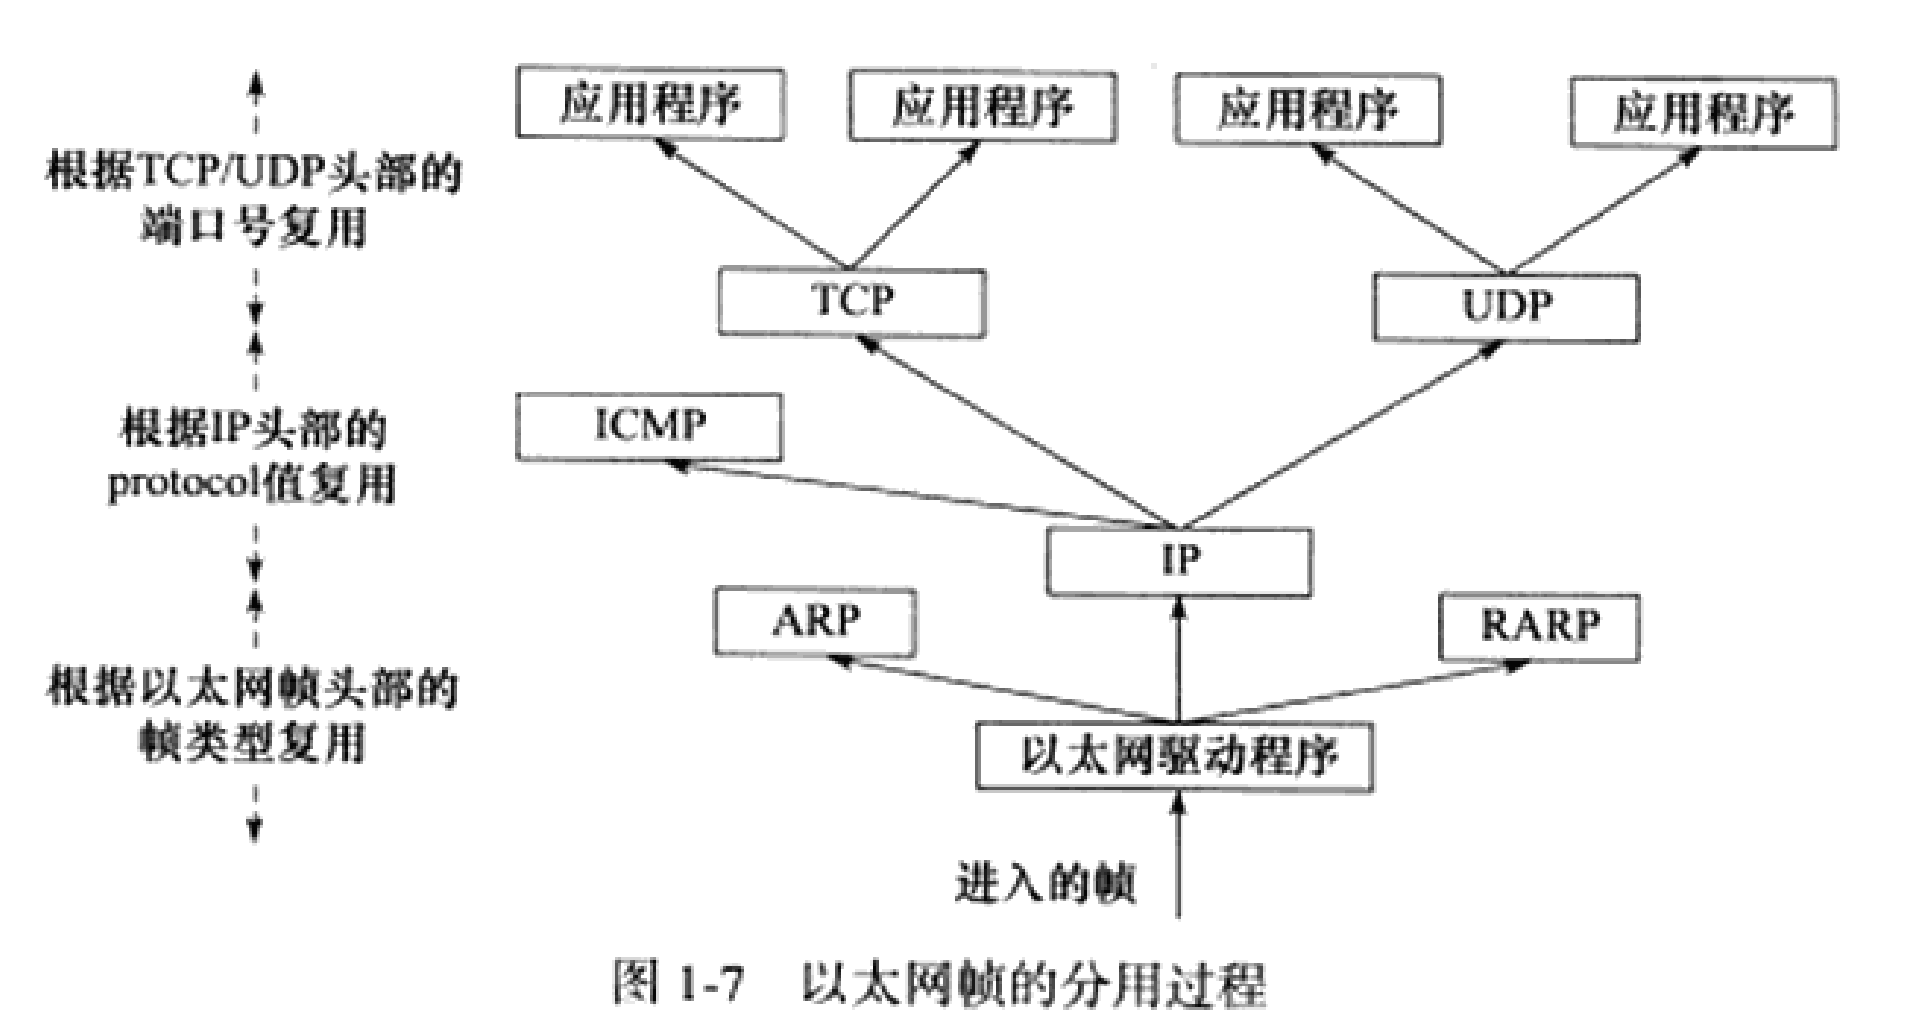 应用程序
应用程序
应用程序
应用程序
根据TCP/UDP头部的
端口号复用
TCP
UDP
根据IP头部的
protocol值复用
ICMP
IP
ARP
RARP
根据以太网帧头部的
帧类型复用
以太网驱动程序
进入的帧
图 1-7 以太网帧的分用过程